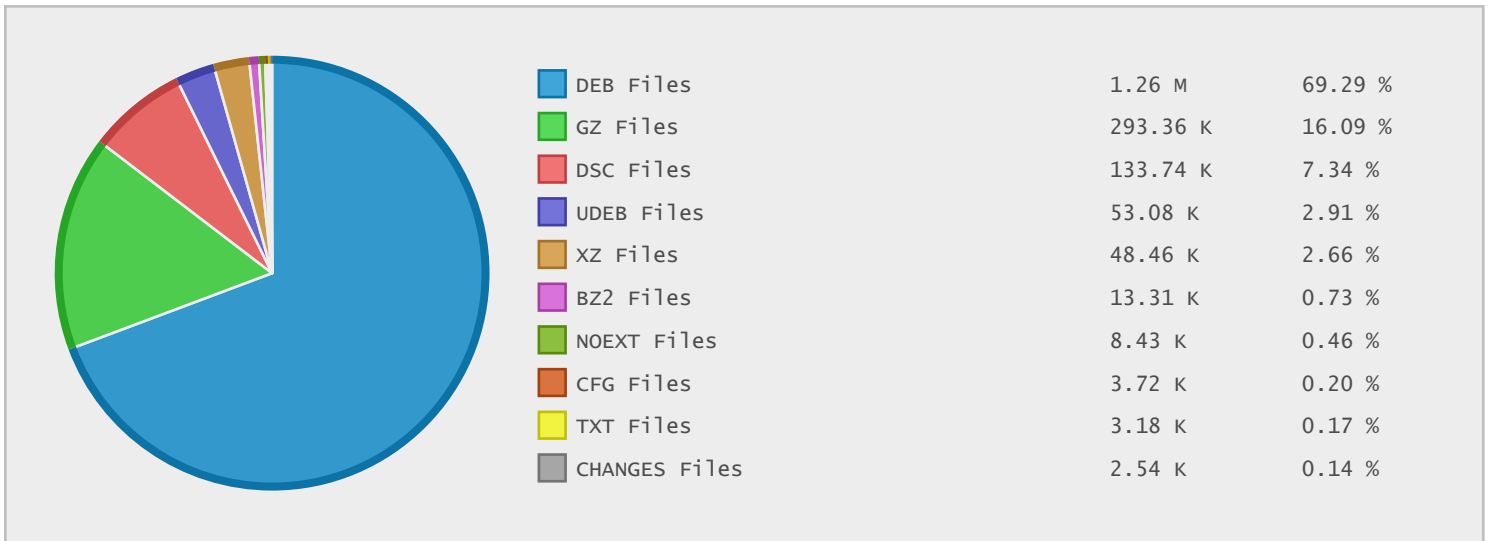 DEB Files 1.26 M 69.29 %
GZ Files 293.36 K 16.09 %
DSC Files 133.74 K 7.34 %
UDEB Files 53.08 K 2.91 %
XZ Files 48.46 K 2.66 %
BZ2 Files 13.31 K 0.73 %
NOEXT Files 8.43 K 0.46 %
CFG Files 3.72 K 0.20 %
TXT Files 3.18 K 0.17 %
CHANGES Files 2.54 K 0.14 %